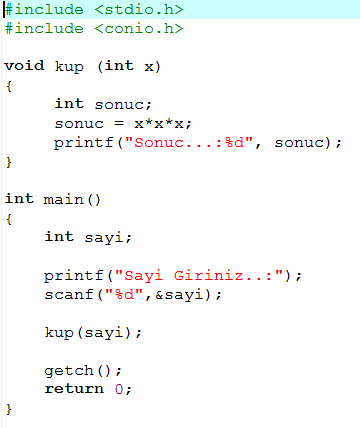 #include <stdio.h>
#include <conio.h>
void kup (int x)
{
int sonuc;
sonuc = x*x*x;
printf("Sonuc...:%d", sonuc);
}
int main()
{
int sayi;
printf("Sayi Giriniz..:");
scanf("%d",&sayi);
kup(sayi);
getch();
return 0;
}